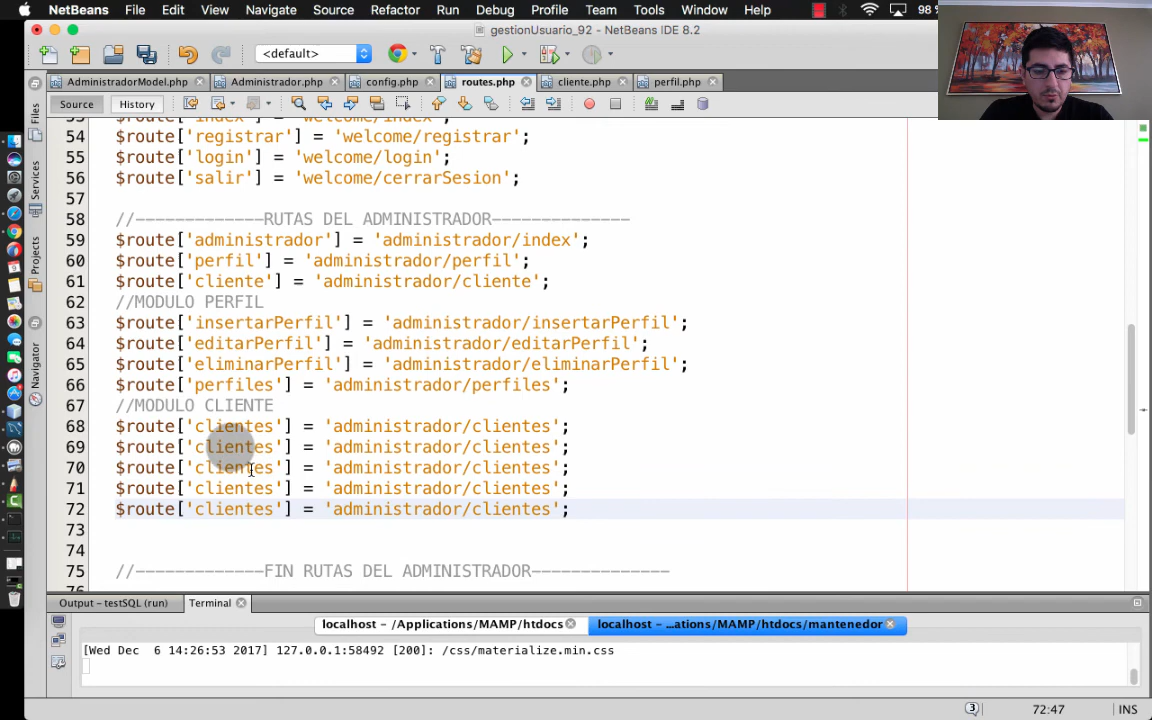 NetBeans File Edit View Navigate Source Refactor Run Debug Profile Team Tools Window Help 98 %
gestionUsuario_92 - NetBeans IDE 8.2
<default>
AdministradorModel.php Administrador.php config.php routes.php cliente.php perfil.php
Source History
Files
Services
Projects
Navigator
54 $route['registrar'] = 'welcome/registrar';
55 $route['login'] = 'welcome/login';
56 $route['salir'] = 'welcome/cerrarSesion';
57
58 //-------------RUTAS DEL ADMINISTRADOR--------------
59 $route['administrador'] = 'administrador/index';
60 $route['perfil'] = 'administrador/perfil';
61 $route['cliente'] = 'administrador/cliente';
62 //MODULO PERFIL
63 $route['insertarPerfil'] = 'administrador/insertarPerfil';
64 $route['editarPerfil'] = 'administrador/editarPerfil';
65 $route['eliminarPerfil'] = 'administrador/eliminarPerfil';
66 $route['perfiles'] = 'administrador/perfiles';
67 //MODULO CLIENTE
68 $route['clientes'] = 'administrador/clientes';
69 $route['clientes'] = 'administrador/clientes';
70 $route['clientes'] = 'administrador/clientes';
71 $route['clientes'] = 'administrador/clientes';
72 $route['clientes'] = 'administrador/clientes';
73
74
75 //-------------FIN RUTAS DEL ADMINISTRADOR--------------
Output - testSQL (run) Terminal
localhost - /Applications/MAMP/htdocs localhost - ...ations/MAMP/htdocs/mantenedor
[Wed Dec  6 14:26:53 2017] 127.0.0.1:58492 [200]: /css/materialize.min.css
3 72:47 INS